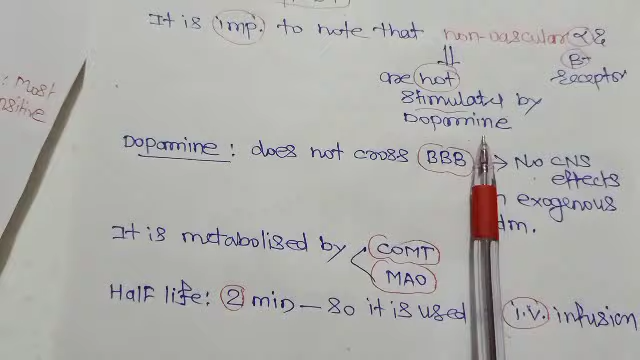 It is imp. to note that non-vascular α &
β+
receptor
are not
stimulated by
Dopamine
: Most
nsitive
Dopamine : does not cross BBB > No CNS
effects
n exogenous
dm.
It is metabolised by COMT
MAO
Half life: 2 min – so it is used i.v. infusion